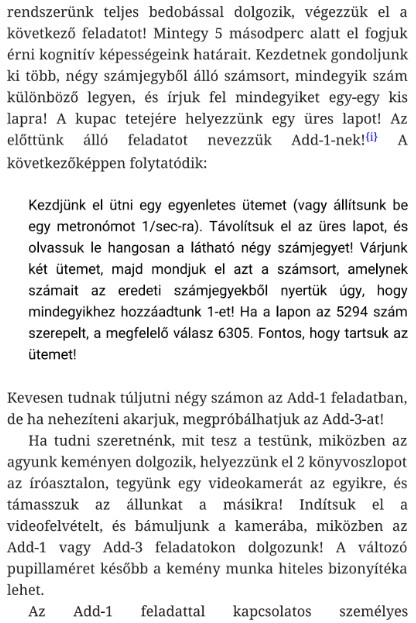 rendszerünk teljes bedobással dolgozik, végezzük el a
következő feladatot! Mintegy 5 másodperc alatt el fogjuk
érni kognitív képességeink határait. Kezdetnek gondoljunk
ki több, négy számjegyből álló számsort, mindegyik szám
különböző legyen, és írjuk fel mindegyiket egy-egy kis
lapra! A kupac tetejére helyezzünk egy üres lapot! Az
előttünk álló feladatot nevezzük Add-1-nek!{i} A
következőképpen folytatódik:
Kezdjünk el ütni egy egyenletes ütemet (vagy állítsunk be
egy metronómot 1/sec-ra). Távolítsuk el az üres lapot, és
olvassuk le hangosan a látható négy számjegyet! Várjunk
két ütemet, majd mondjuk el azt a számsort, amelynek
számait az eredeti számjegyekből nyertük úgy, hogy
mindegyikhez hozzáadtunk 1-et! Ha a lapon az 5294 szám
szerepelt, a megfelelő válasz 6305. Fontos, hogy tartsuk az
ütemet!
Kevesen tudnak túljutni négy számon az Add-1 feladatban,
de ha nehezíteni akarjuk, megpróbálhatjuk az Add-3-at!
Ha tudni szeretnénk, mit tesz a testünk, miközben az
agyunk keményen dolgozik, helyezzünk el 2 könyvoszlopot
az íróasztalon, tegyünk egy videokamerát az egyikre, és
támasszuk az állunkat a másikra! Indítsuk el a
videofelvételt, és bámuljunk a kamerába, miközben az
Add-1 vagy Add-3 feladatokon dolgozunk! A változó
pupillaméret később a kemény munka hiteles bizonyítéka
lehet.
Az Add-1 feladattal kapcsolatos személyes